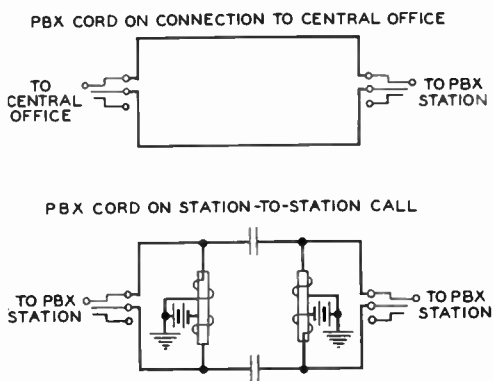 PBX CORD ON CONNECTION TO CENTRAL OFFICE
TO
CENTRAL
OFFICE
TO PBX
STATION
PBX CORD ON STATION-TO-STATION CALL
TO PBX
STATION
TO PBX
STATION